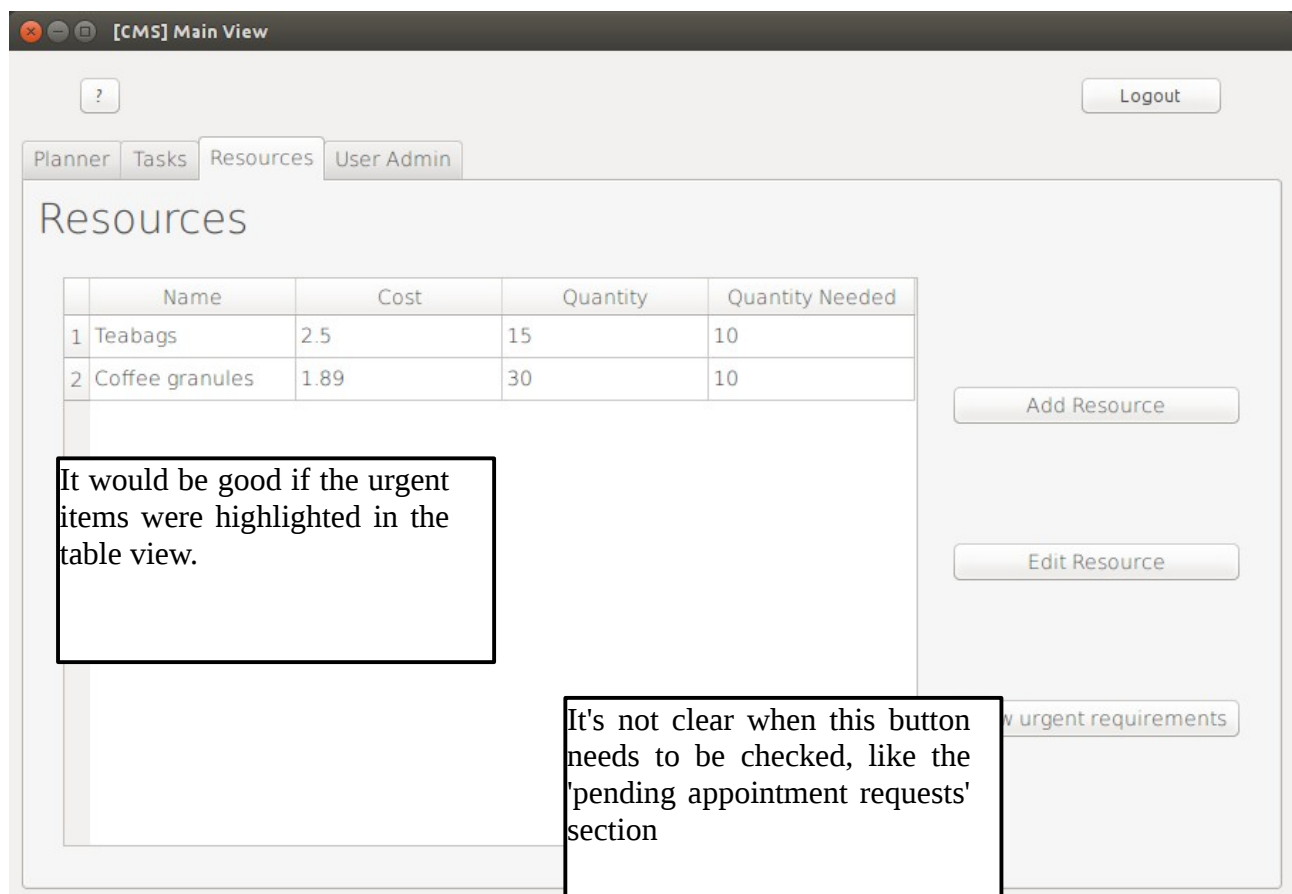 [CMS] Main View
?
Logout
Planner Tasks Resources User Admin
Resources
Name Cost Quantity Quantity Needed
1 Teabags 2.5 15 10
2 Coffee granules 1.89 30 10
Add Resource
It would be good if the urgent
items were highlighted in the
table view.
Edit Resource
urgent requirements
It's not clear when this button
needs to be checked, like the
'pending appointment requests'
section